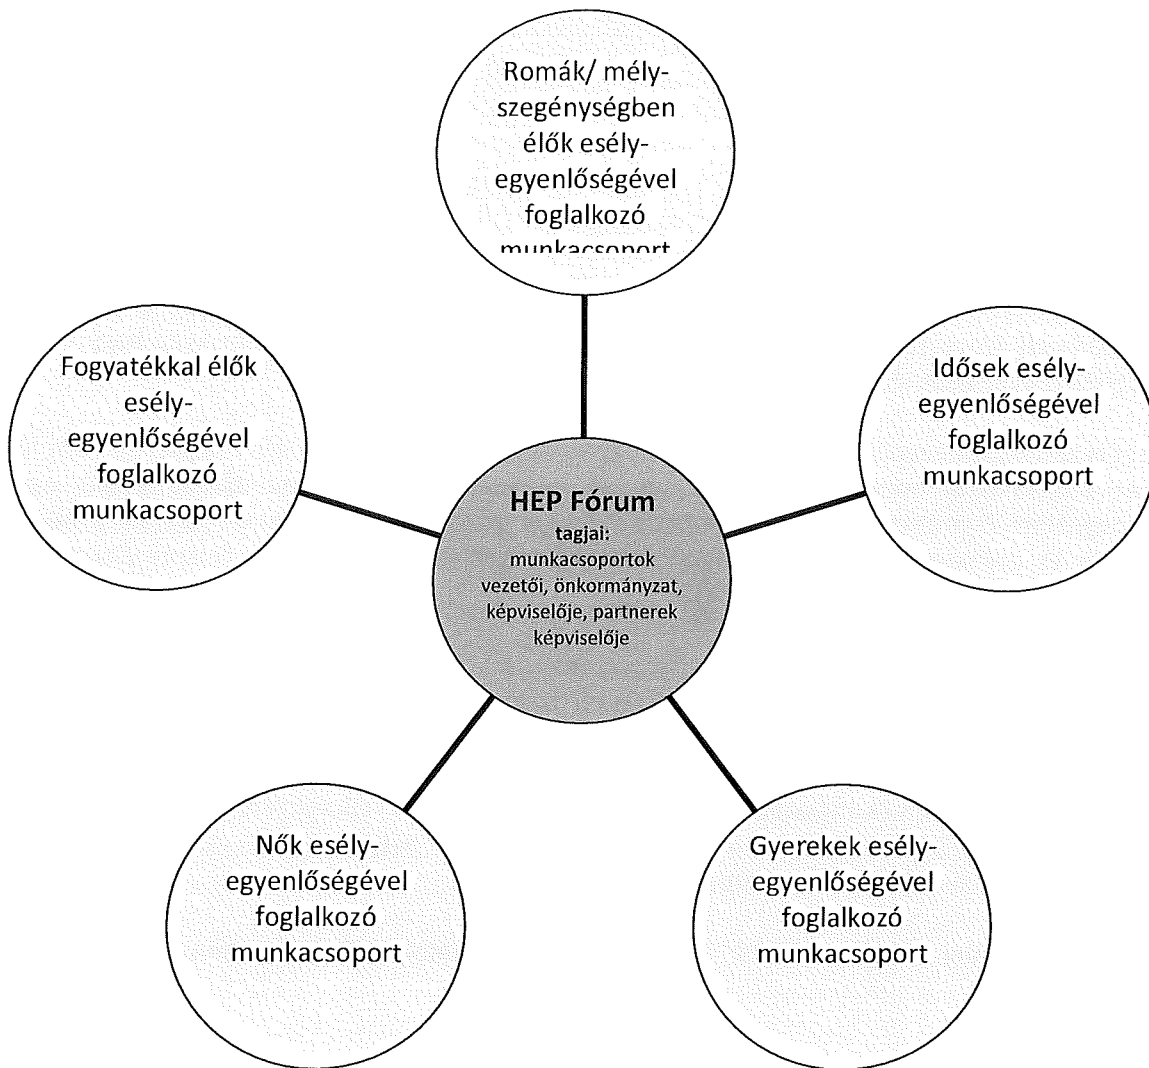 Romák/ mély-
szegénységben
élők esély-
egyenlőségével
foglalkozó
munkacsoport
Fogyatékkal élők
esély-
egyenlőségével
foglalkozó
munkacsoport
Idősek esély-
egyenlőségével
foglalkozó
munkacsoport
HEP Fórum
tagjai:
munkacsoportok
vezetői, önkormányzat,
képviselője, partnerek
képviselője
Nők esély-
egyenlőségével
foglalkozó
munkacsoport
Gyerekek esély-
egyenlőségével
foglalkozó
munkacsoport